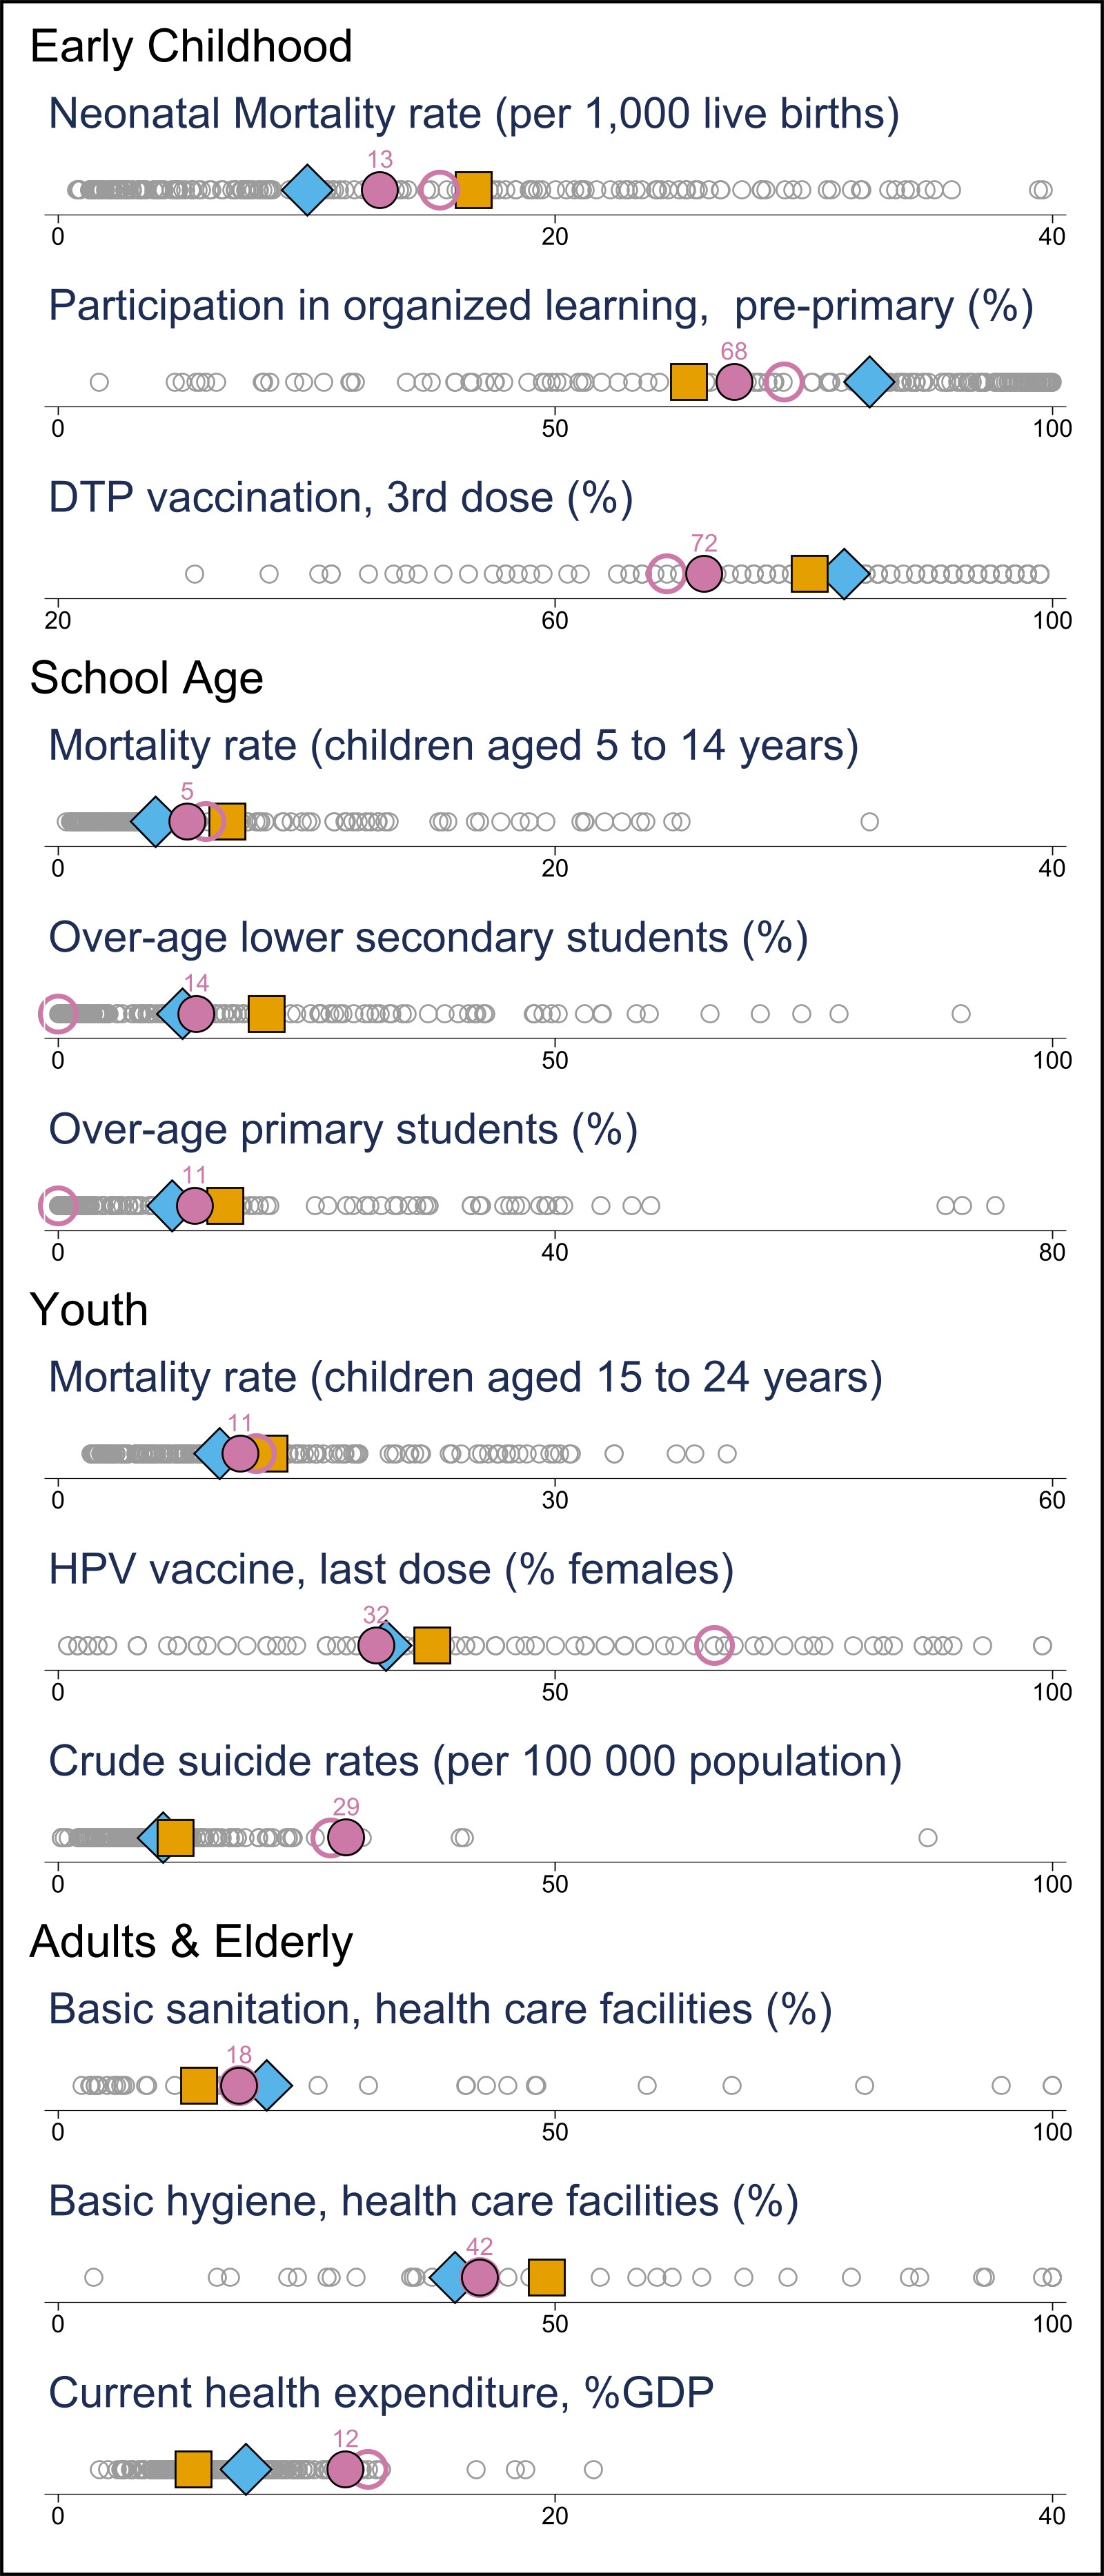 Early Childhood
Neonatal Mortality rate (per 1,000 live births)
13
0 20 40
Participation in organized learning, pre-primary (%)
68
0 50 100
DTP vaccination, 3rd dose (%)
72
20 60 100
School Age
Mortality rate (children aged 5 to 14 years)
5
0 20 40
Over-age lower secondary students (%)
14
0 50 100
Over-age primary students (%)
11
0 40 80
Youth
Mortality rate (children aged 15 to 24 years)
11
0 30 60
HPV vaccine, last dose (% females)
32
0 50 100
Crude suicide rates (per 100 000 population)
29
0 50 100
Adults & Elderly
Basic sanitation, health care facilities (%)
18
0 50 100
Basic hygiene, health care facilities (%)
42
0 50 100
Current health expenditure, %GDP
12
0 20 40